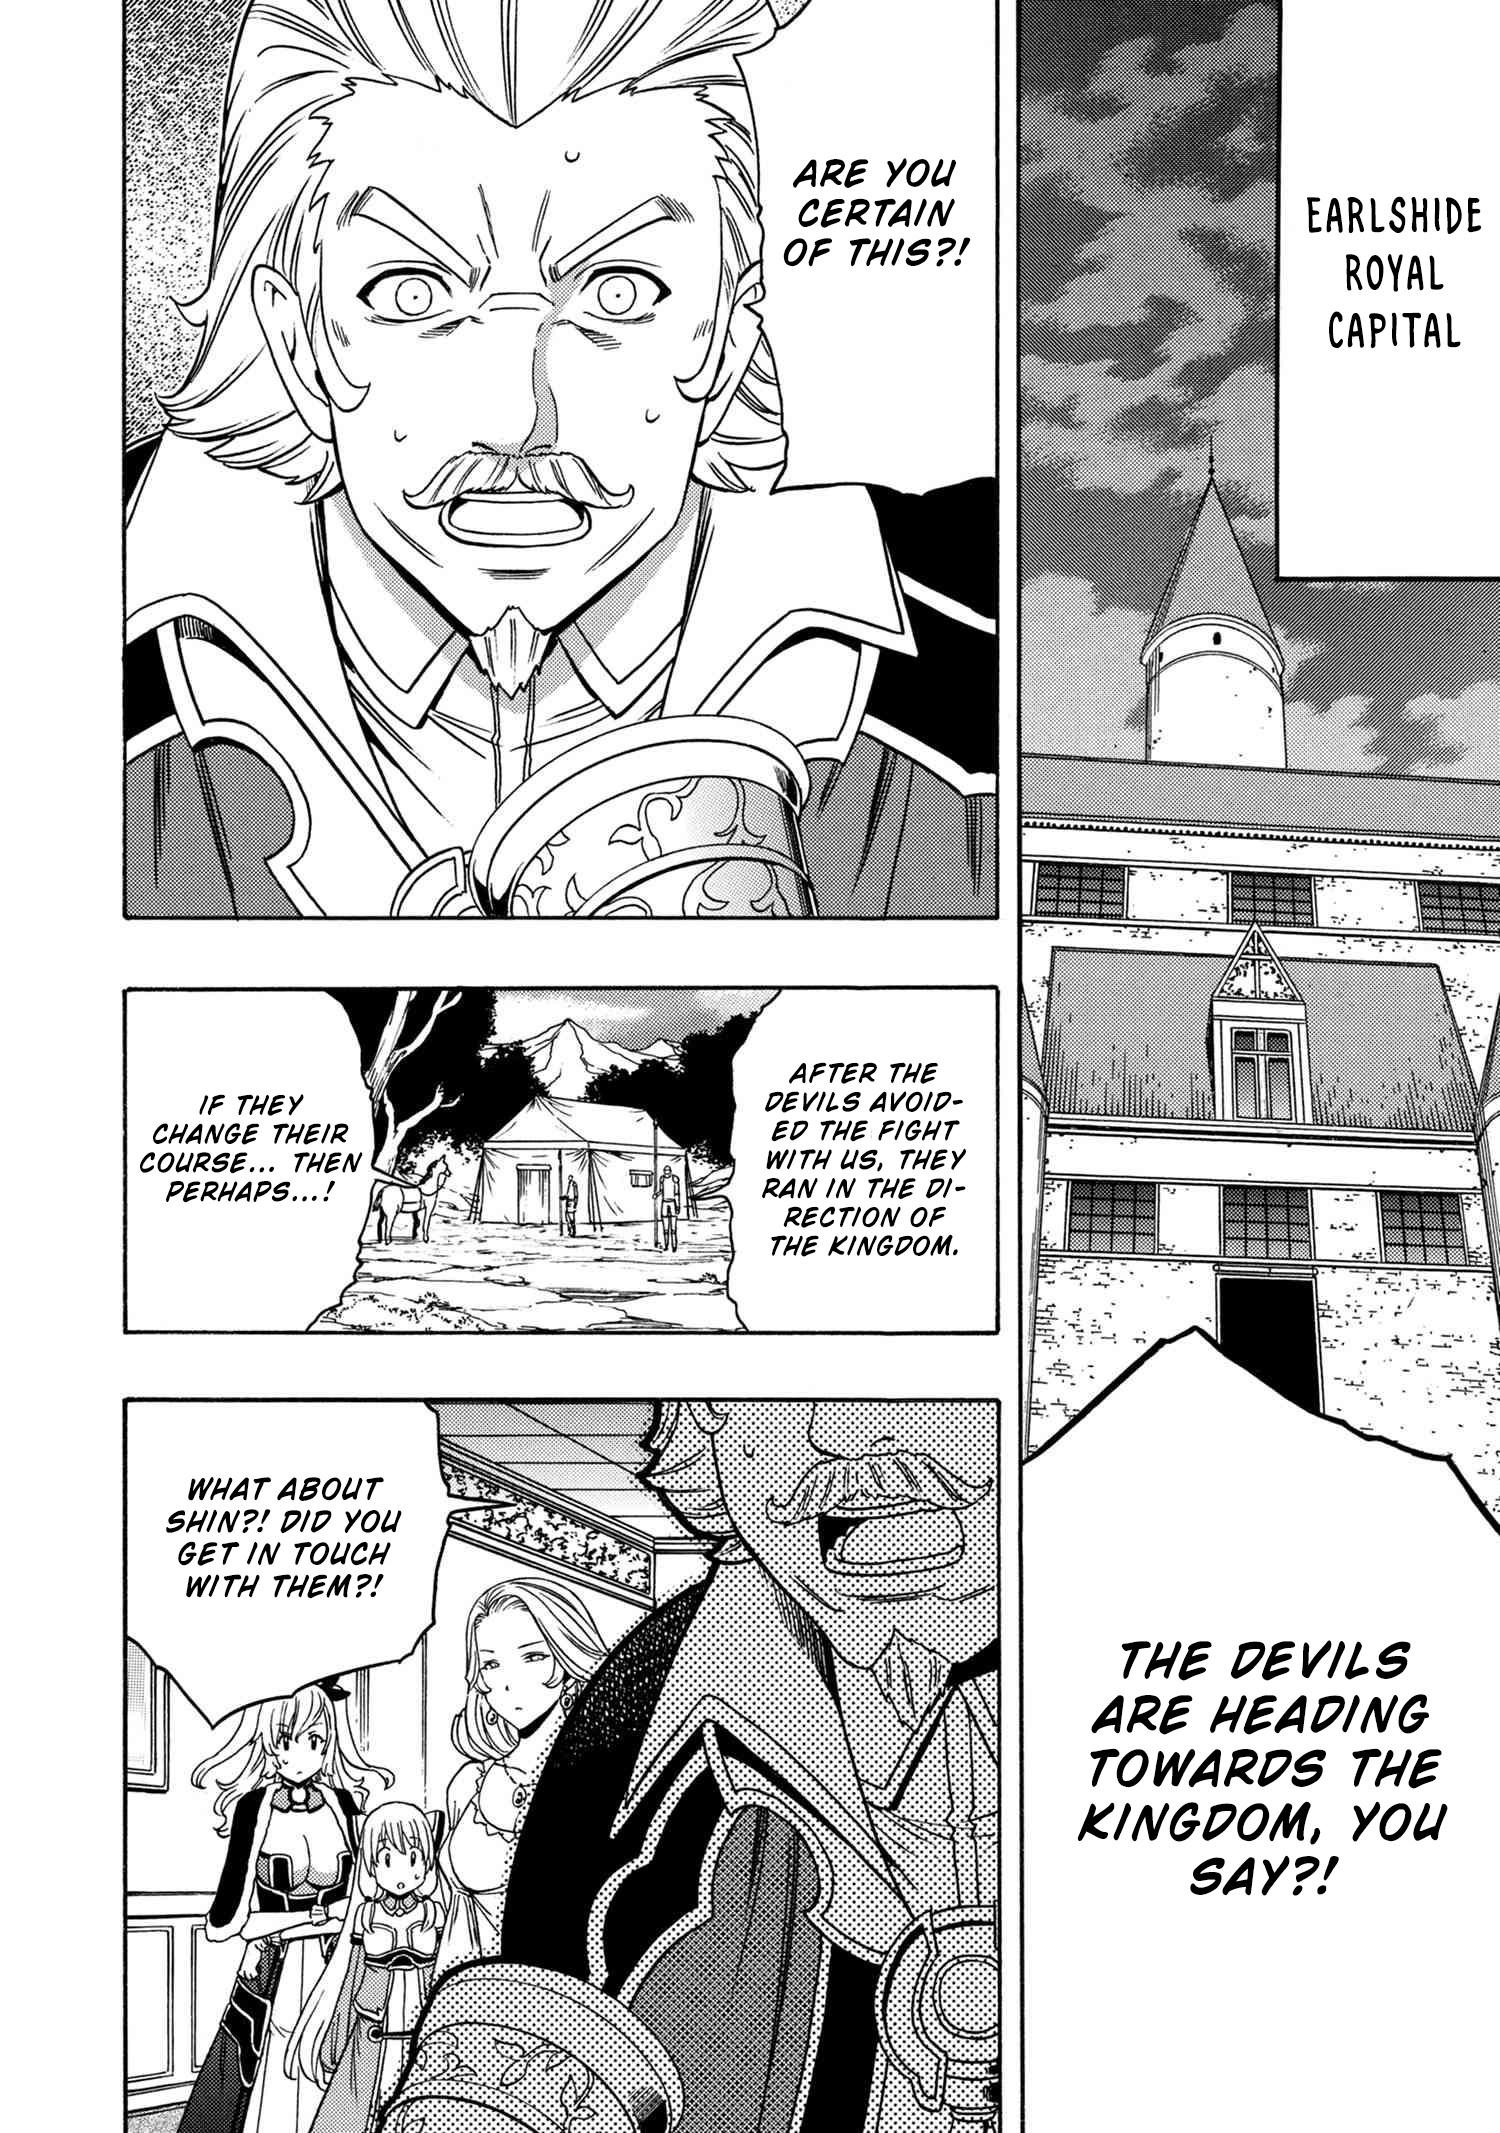 EARLSHIDE
ROYAL
CAPITAL
THE DEVILS
ARE HEADING
TOWARDS THE
KINGDOM, YOU
SAY?!
ARE YOU
CERTAIN
OF THIS?!
AFTER THE
DEVILS AVOID-
ED THE FIGHT
WITH US, THEY
RAN IN THE DI-
RECTION OF
THE KINGDOM.
IF THEY
CHANGE THEIR
COURSE... THEN
PERHAPS...!
WHAT ABOUT
SHIN?! DID YOU
GET IN TOUCH
WITH THEM?!